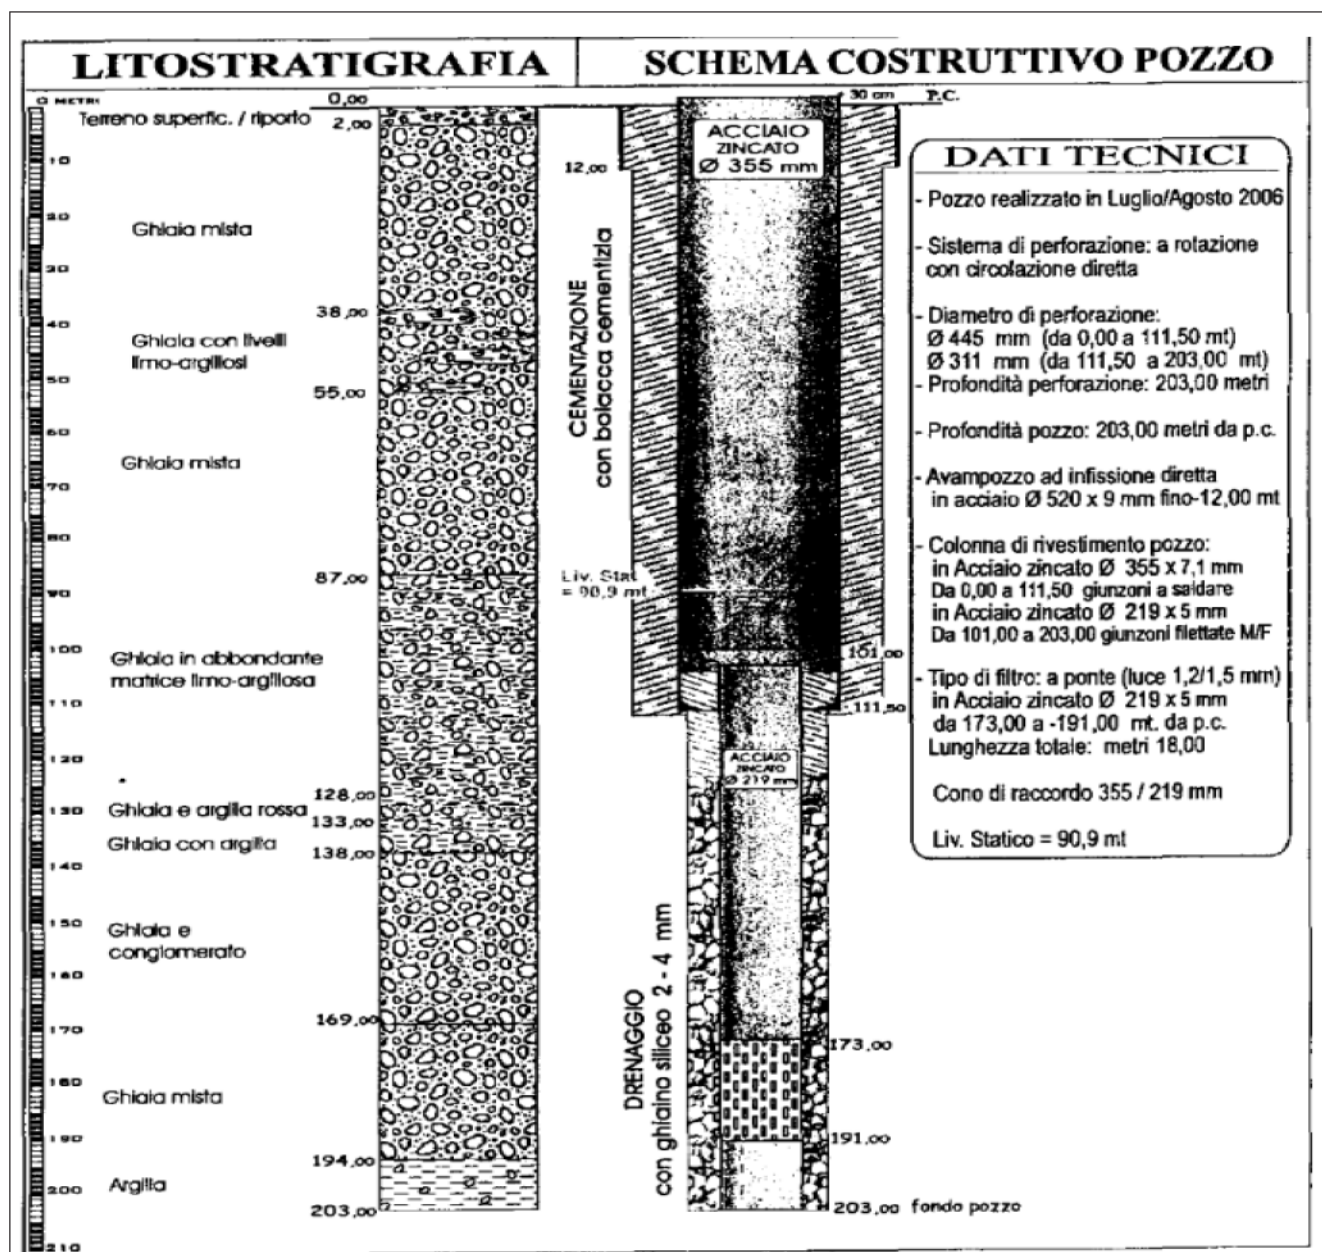 LITOSTRATIGRAFIA
SCHEMA COSTRUTTIVO POZZO
0 METRI
10
20
30
40
50
60
70
80
90
100
110
120
130
140
150
160
170
180
190
200
210
Terreno superfic. / riporto
Ghiaia mista
Ghiaia con livelli
limo-argillosi
Ghiaia mista
Ghiaia in abbondante
matrice limo-argillosa
Ghiaia e argilla rossa
Ghiaia con argilla
Ghiaia e
conglomerato
Ghiaia mista
Argilla
0,00
2,00
38,00
55,00
87,00
128,00
133,00
138,00
169,00
194,00
203,00
30 cm
P.C.
ACCIAIO
ZINCATO
Ø 355 mm
12,00
CEMENTAZIONE
con boiacca cementizia
Liv. Stat
= 90,9 mt
101,00
111,50
ACCIAIO
ZINCATO
Ø 219 mm
DRENAGGIO
con ghiaino siliceo 2 - 4 mm
173,00
191,00
203,00 fondo pozzo
DATI TECNICI
- Pozzo realizzato in Luglio/Agosto 2006
- Sistema di perforazione: a rotazione
con circolazione diretta
- Diametro di perforazione:
Ø 445 mm (da 0,00 a 111,50 mt)
Ø 311 mm (da 111,50 a 203,00 mt)
- Profondità perforazione: 203,00 metri
- Profondità pozzo: 203,00 metri da p.c.
- Avampozzo ad infissione diretta
in acciaio Ø 520 x 9 mm fino-12,00 mt
- Colonna di rivestimento pozzo:
in Acciaio zincato Ø 355 x 7,1 mm
Da 0,00 a 111,50 giunzoni a saldare
in Acciaio zincato Ø 219 x 5 mm
Da 101,00 a 203,00 giunzoni filettate M/F
- Tipo di filtro: a ponte (luce 1,2/1,5 mm)
in Acciaio zincato Ø 219 x 5 mm
da 173,00 a -191,00 mt. da p.c.
Lunghezza totale: metri 18,00
Cono di raccordo 355 / 219 mm
Liv. Statico = 90,9 mt